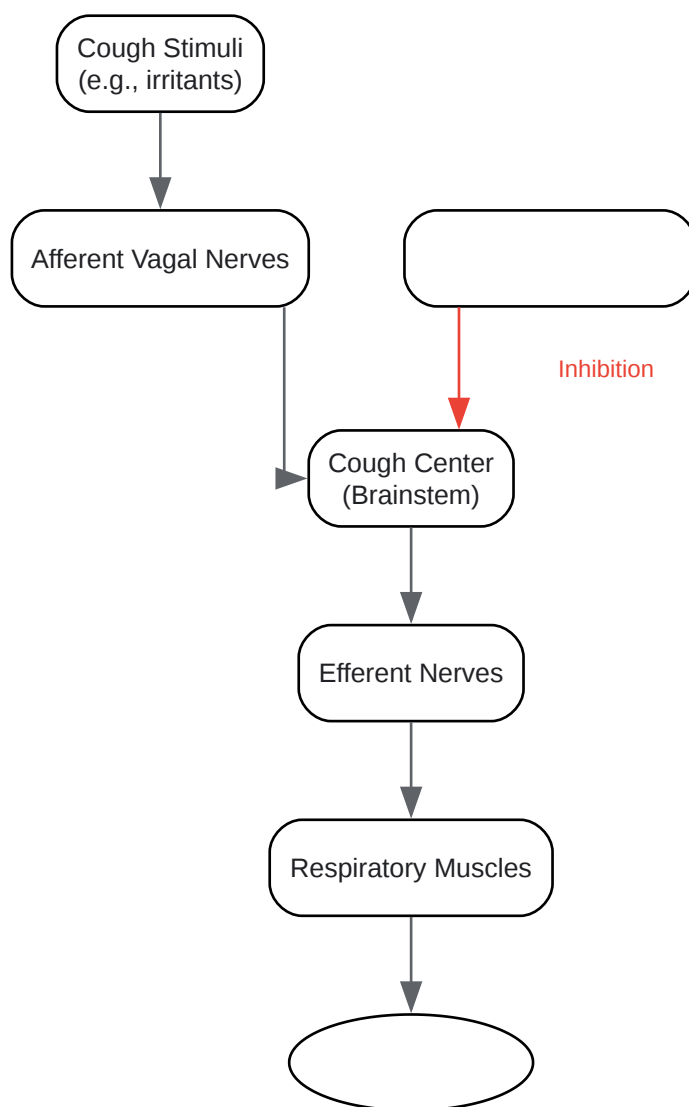 Cough Stimuli
(e.g., irritants)
Afferent Vagal Nerves
Inhibition
Cough Center
(Brainstem)
Efferent Nerves
Respiratory Muscles